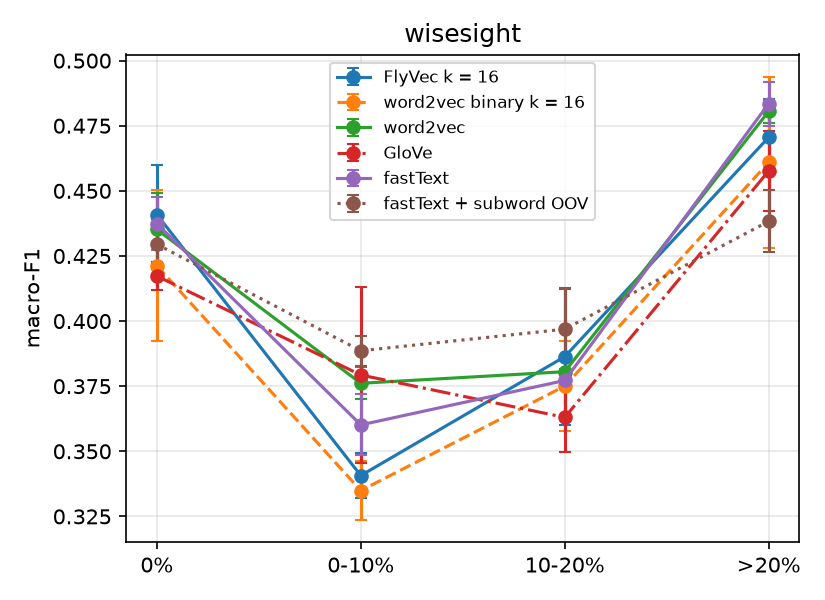 wisesight
macro-F1
0.500
0.475
0.450
0.425
0.400
0.375
0.350
0.325
FlyVec k = 16
word2vec binary k = 16
word2vec
GloVe
fastText
fastText + subword OOV
0%
0-10%
10-20%
>20%